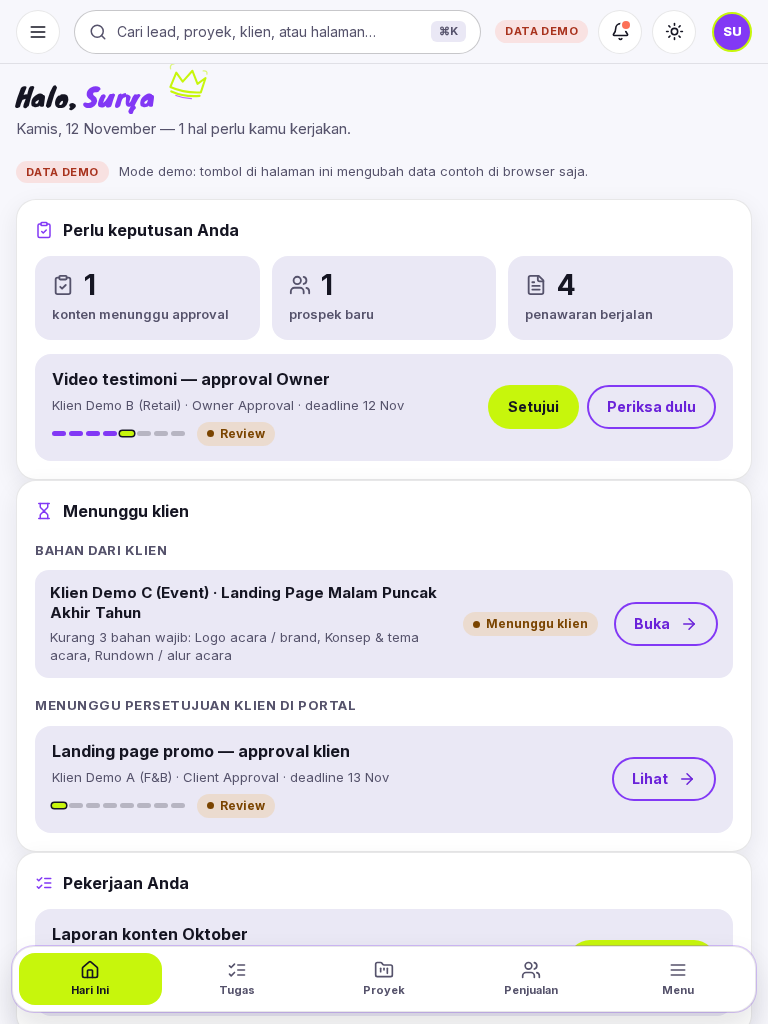 Cari lead, proyek, klien, atau halaman…
⌘K
DATA DEMO
SU
Halo, Surya
Kamis, 12 November — 1 hal perlu kamu kerjakan.
DATA DEMO
Mode demo: tombol di halaman ini mengubah data contoh di browser saja.
Perlu keputusan Anda
1
konten menunggu approval
1
prospek baru
4
penawaran berjalan
Video testimoni — approval Owner
Klien Demo B (Retail) · Owner Approval · deadline 12 Nov
Review
Setujui
Periksa dulu
Menunggu klien
BAHAN DARI KLIEN
Klien Demo C (Event) · Landing Page Malam Puncak
Akhir Tahun
Kurang 3 bahan wajib: Logo acara / brand, Konsep & tema
acara, Rundown / alur acara
Menunggu klien
Buka
MENUNGGU PERSETUJUAN KLIEN DI PORTAL
Landing page promo — approval klien
Klien Demo A (F&B) · Client Approval · deadline 13 Nov
Review
Lihat
Pekerjaan Anda
Laporan konten Oktober
Hari Ini
Tugas
Proyek
Penjualan
Menu